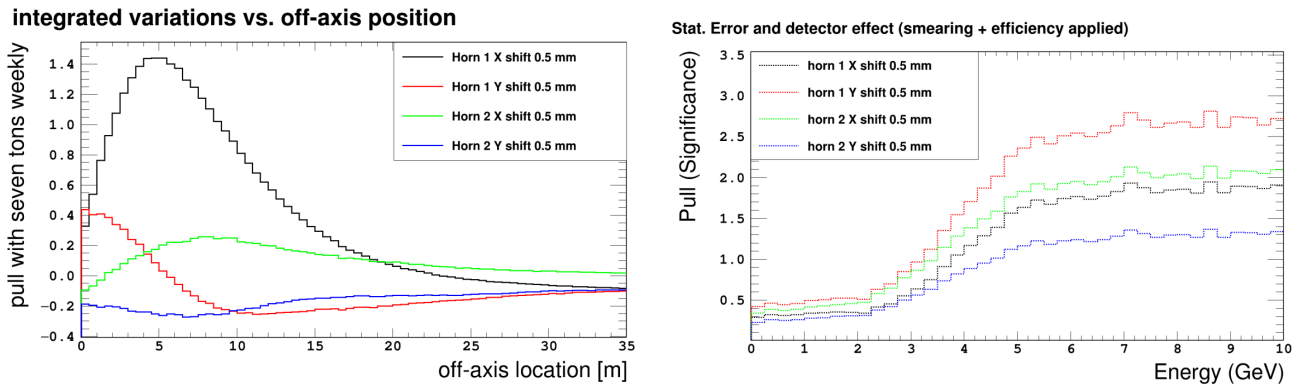 integrated variations vs. off-axis position
pull with seven tons weekly
1.4
1.2
1.0
0.8
0.6
0.4
0.2
0.0
−0.2
−0.4
Horn 1 X shift 0.5 mm
Horn 1 Y shift 0.5 mm
Horn 2 X shift 0.5 mm
Horn 2 Y shift 0.5 mm
0 5 10 15 20 25 30 35
off-axis location [m]
Stat. Error and detector effect (smearing + efficiency applied)
Pull (Significance)
3.5
3.0
2.5
2.0
1.5
1.0
0.5
horn 1 X shift 0.5 mm
horn 1 Y shift 0.5 mm
horn 2 X shift 0.5 mm
horn 2 Y shift 0.5 mm
0 1 2 3 4 5 6 7 8 9 10
Energy (GeV)